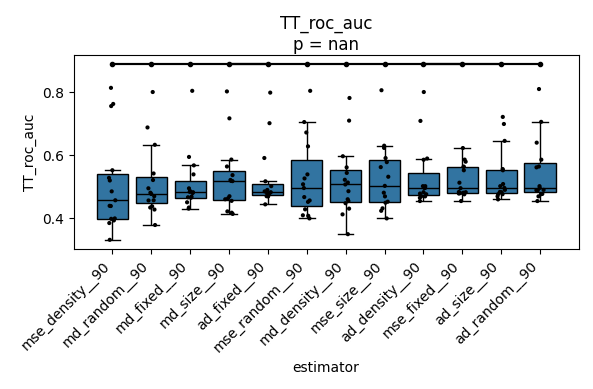 TT_roc_auc
p = nan
TT_roc_auc
0.8
0.6
0.4
mse_density__90
md_random__90
md_fixed__90
md_size__90
ad_fixed__90
mse_random__90
md_density__90
mse_size__90
ad_density__90
mse_fixed__90
ad_size__90
ad_random__90
estimator